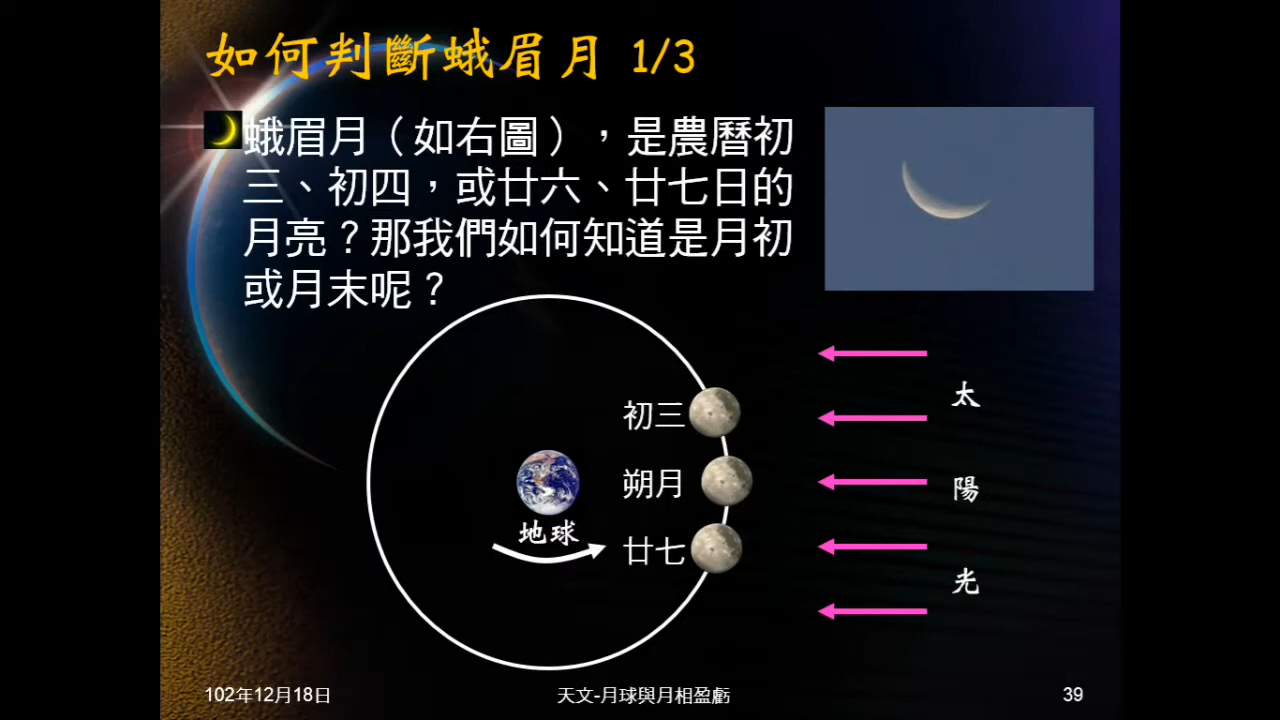 如何判斷蛾眉月 1/3
蛾眉月（如右圖），是農曆初
三、初四，或廿六、廿七日的
月亮？那我們如何知道是月初
或月末呢？
初三
朔月
廿七
地球
太
陽
光
102年12月18日
天文-月球與月相盈虧
39